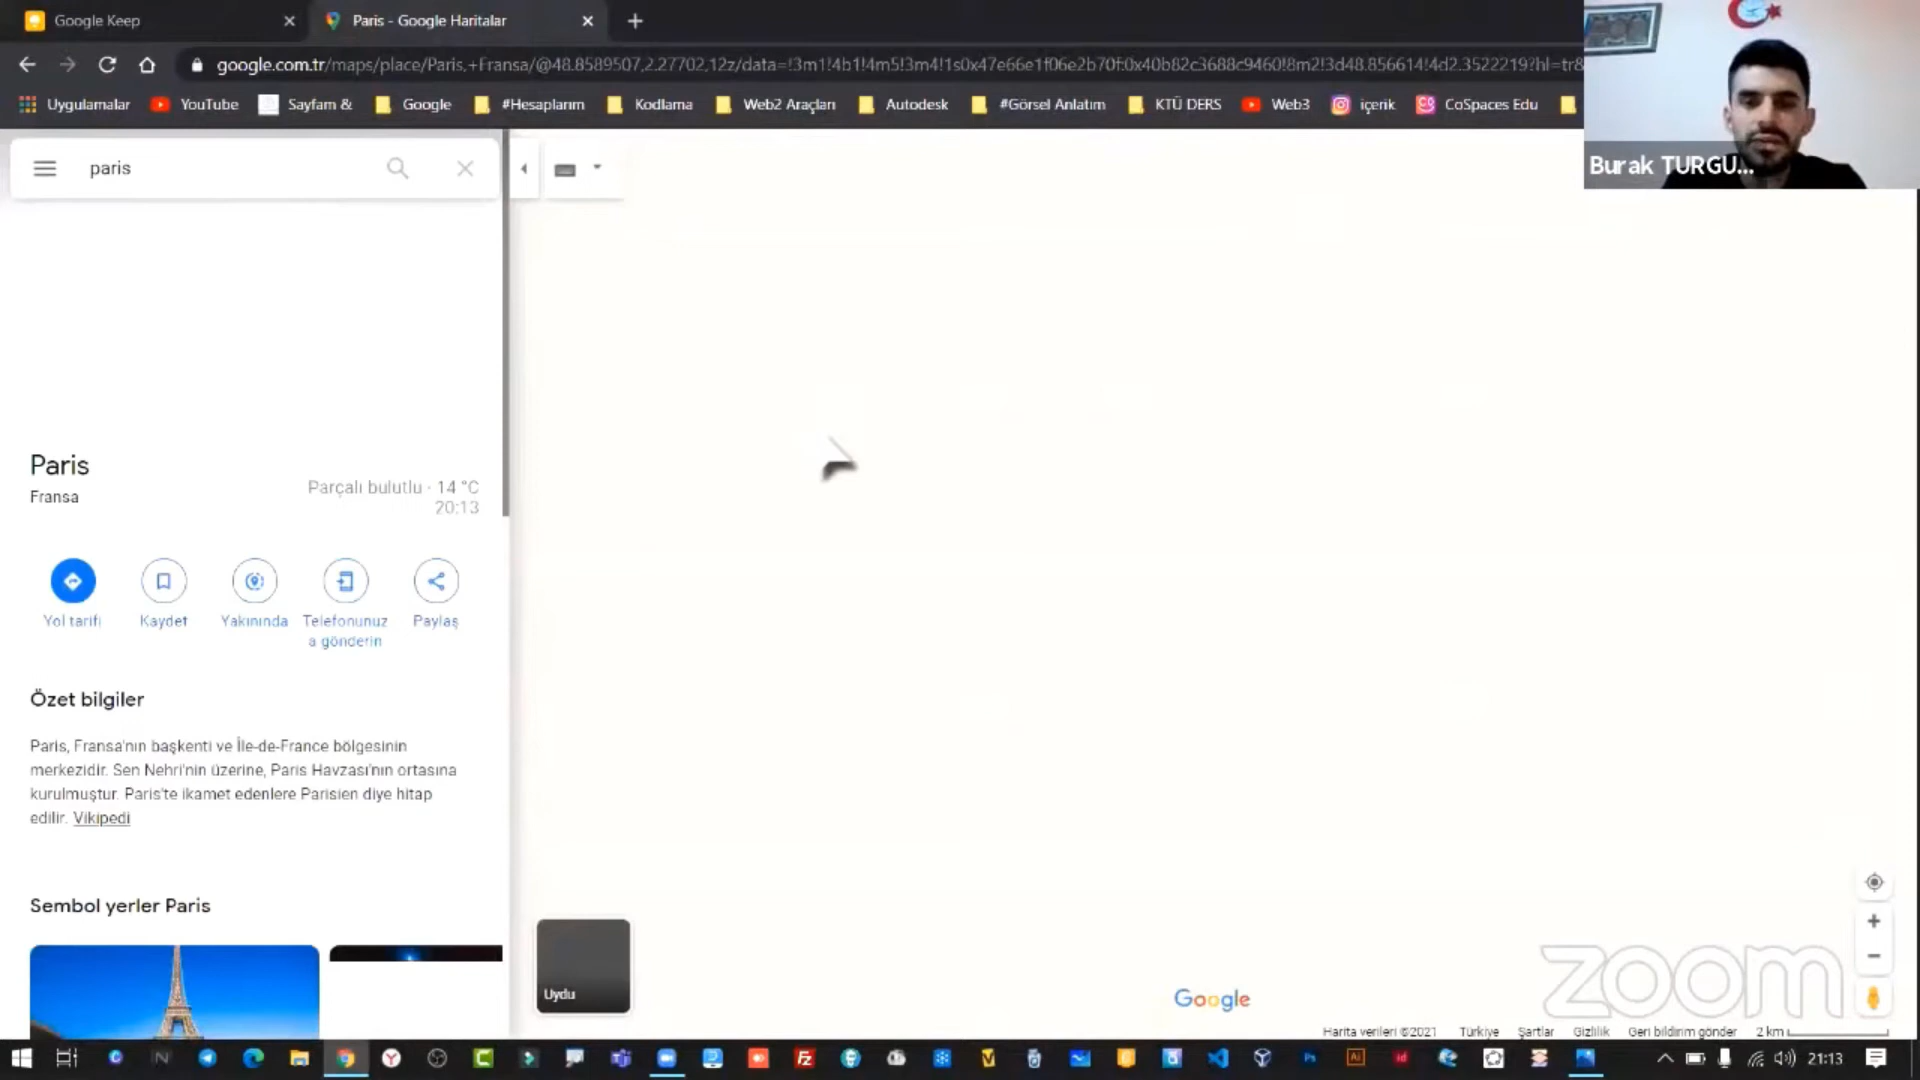 Google Keep
Paris - Google Haritalar
google.com.tr/maps/place/Paris,+Fransa/@48.8589507,2.27702,12z/data=!3m1!4b1!4m5!3m4!1s0x47e66e1f06e2b70f:0x40b82c3688c9460!8m2!3d48.856614!4d2.3522219?hl=tr&
Uygulamalar
YouTube
Sayfam &
Google
#Hesaplarım
Kodlama
Web2 Araçları
Autodesk
#Görsel Anlatım
KTÜ DERS
Web3
içerik
CoSpaces Edu
Burak TURGU...
paris
Paris
Fransa
Parçalı bulutlu · 14 °C
20:13
Yol tarifi
Kaydet
Yakınında
Telefonunuz
a gönderin
Paylaş
Özet bilgiler
Paris, Fransa'nın başkenti ve Île-de-France bölgesinin
merkezidir. Sen Nehri'nin üzerine, Paris Havzası'nın ortasına
kurulmuştur. Paris'te ikamet edenlere Parisien diye hitap
edilir. Vikipedi
Sembol yerler Paris
Uydu
Google
zoom
Harita verileri ©2021 Türkiye Şartlar Gizlilik Geri bildirim gönder 2 km
21:13